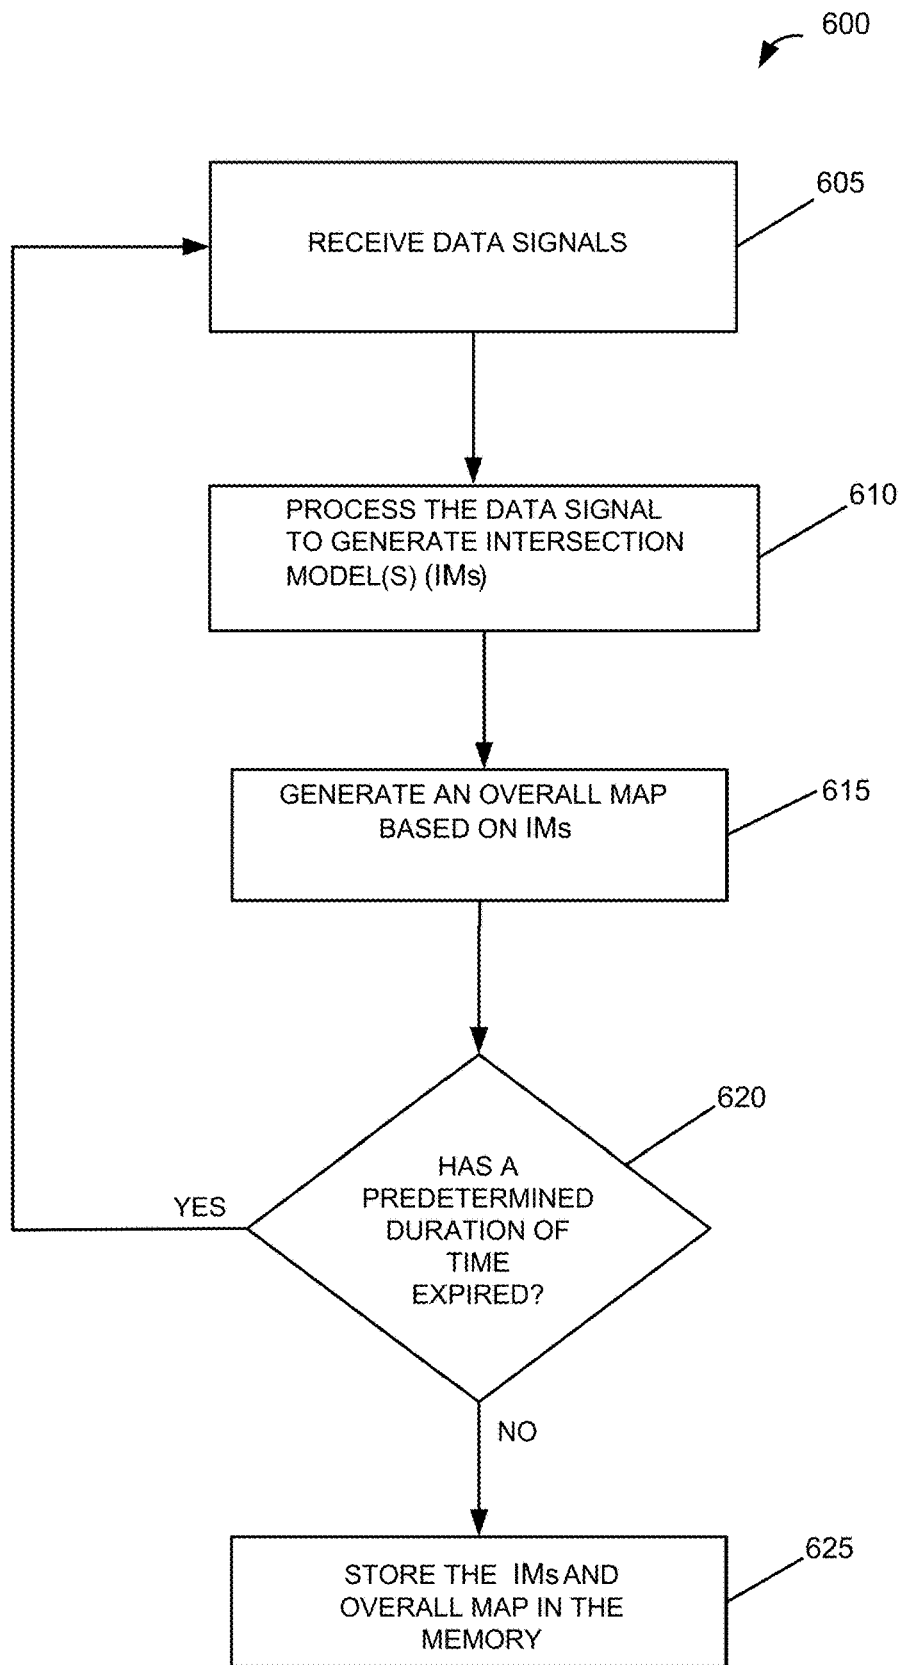 600
605
RECEIVE DATA SIGNALS
610
PROCESS THE DATA SIGNAL
TO GENERATE INTERSECTION
MODEL(S) (IMs)
615
GENERATE AN OVERALL MAP
BASED ON IMs
620
HAS A
PREDETERMINED
DURATION OF
TIME
EXPIRED?
YES
NO
625
STORE THE IMs AND
OVERALL MAP IN THE
MEMORY